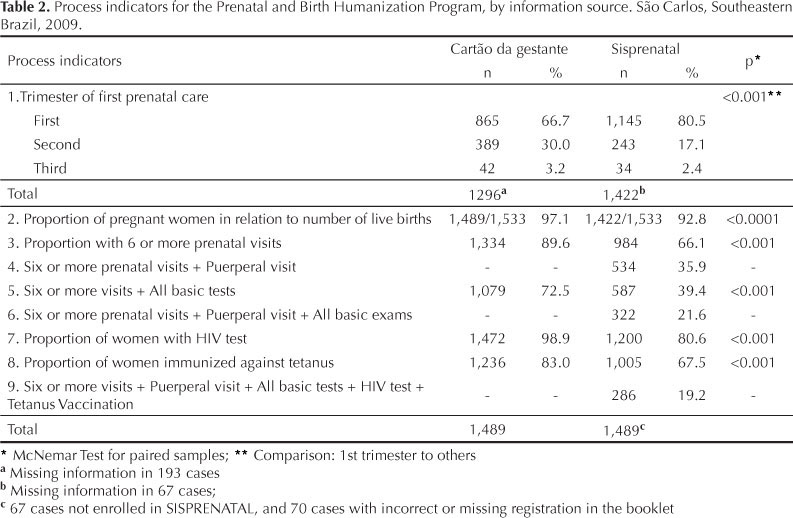 Table 2. Process indicators for the Prenatal and Birth Humanization Program, by information source. São Carlos, Southeastern
Brazil, 2009.
Process indicators Cartão da gestante Sisprenatal p*
n % n %
1.Trimester of first prenatal care <0.001**
First 865 66.7 1,145 80.5
Second 389 30.0 243 17.1
Third 42 3.2 34 2.4
Total 1296a 1,422b
2. Proportion of pregnant women in relation to number of live births 1,489/1,533 97.1 1,422/1,533 92.8 <0.0001
3. Proportion with 6 or more prenatal visits 1,334 89.6 984 66.1 <0.001
4. Six or more prenatal visits + Puerperal visit - - 534 35.9 -
5. Six or more visits + All basic tests 1,079 72.5 587 39.4 <0.001
6. Six or more prenatal visits + Puerperal visit + All basic exams - - 322 21.6 -
7. Proportion of women with HIV test 1,472 98.9 1,200 80.6 <0.001
8. Proportion of women immunized against tetanus 1,236 83.0 1,005 67.5 <0.001
9. Six or more visits + Puerperal visit + All basic tests + HIV test +
Tetanus Vaccination - - 286 19.2 -
Total 1,489 1,489c
* McNemar Test for paired samples; ** Comparison: 1st trimester to others
a Missing information in 193 cases
b Missing information in 67 cases;
c 67 cases not enrolled in SISPRENATAL, and 70 cases with incorrect or missing registration in the booklet